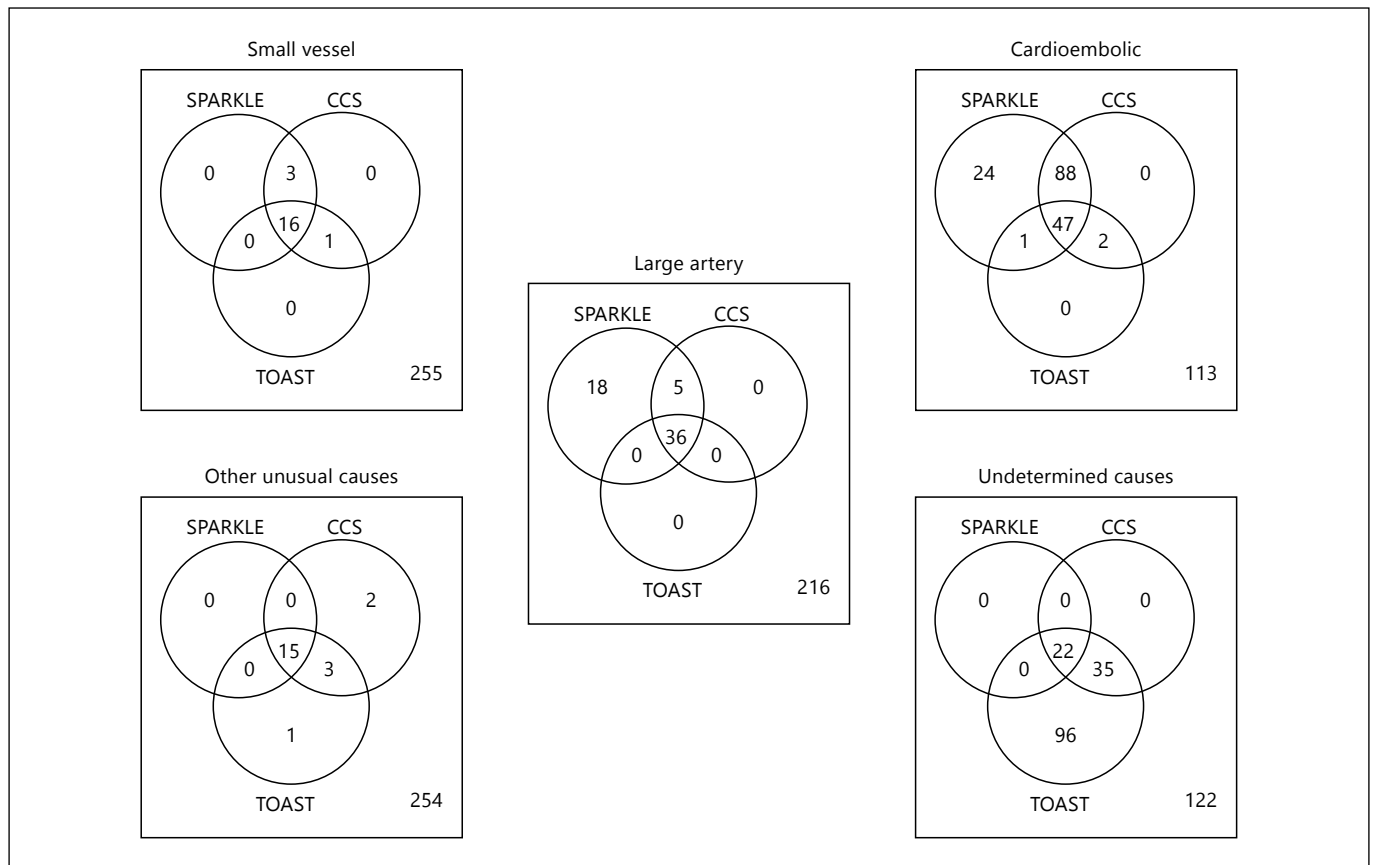 Small vessel
SPARKLE CCS
0 3 0
16
0 1
0
TOAST 255
Cardioembolic
SPARKLE CCS
24 88 0
47
1 2
0
TOAST 113
Large artery
SPARKLE CCS
18 5 0
36
0 0
0
TOAST 216
Other unusual causes
SPARKLE CCS
0 0 2
15
0 3
1
TOAST 254
Undetermined causes
SPARKLE CCS
0 0 0
22
0 35
96
TOAST 122